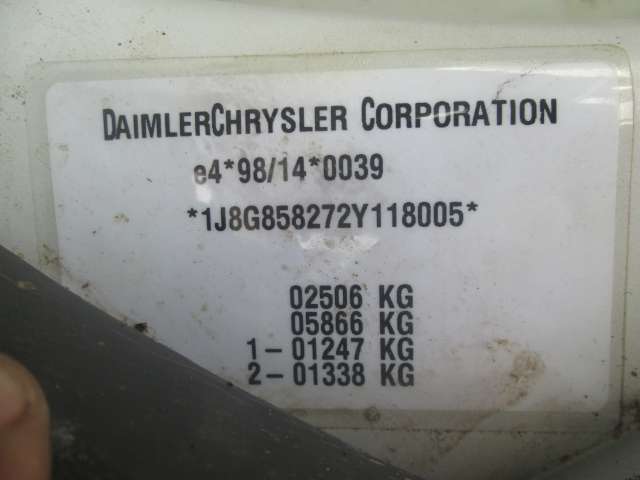 DAIMLERCHRYSLER CORPORATION
e4*98/14*0039
*1J8G858272Y118005*
02506 KG
05866 KG
1-01247 KG
2-01338 KG